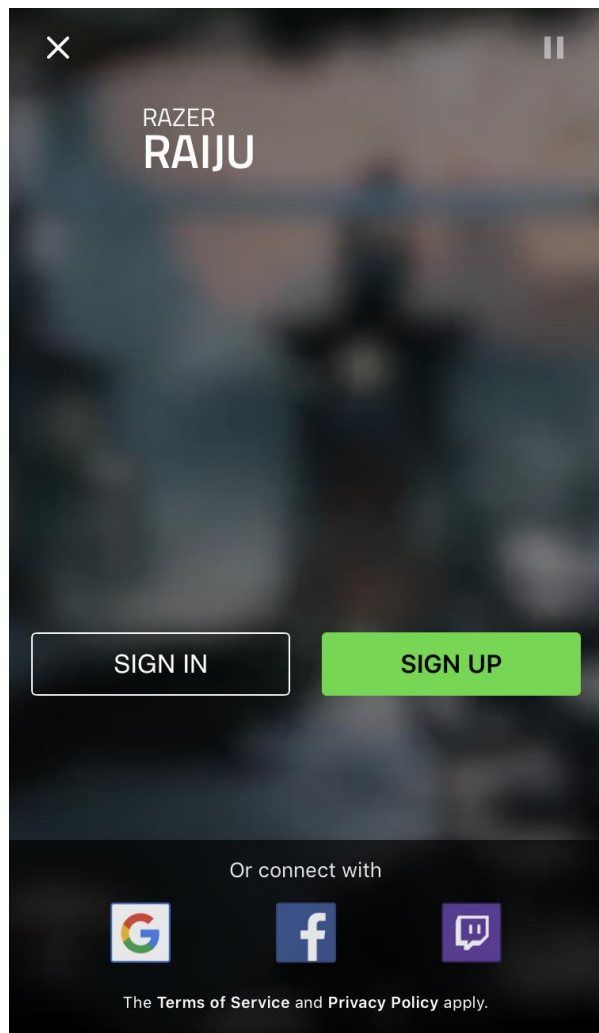 RAZER
RAIJU
SIGN IN
SIGN UP
Or connect with
The Terms of Service and Privacy Policy apply.